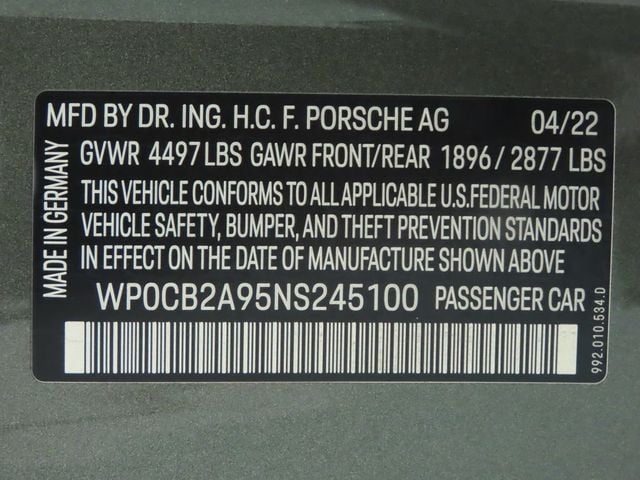 MFD BY DR. ING. H.C. F. PORSCHE AG 04/22
GVWR 4497 LBS GAWR FRONT/REAR 1896 / 2877 LBS
THIS VEHICLE CONFORMS TO ALL APPLICABLE U.S. FEDERAL MOTOR
VEHICLE SAFETY, BUMPER, AND THEFT PREVENTION STANDARDS
IN EFFECT ON THE DATE OF MANUFACTURE SHOWN ABOVE
WP0CB2A95NS245100 PASSENGER CAR
MADE IN GERMANY
992.010.534.D